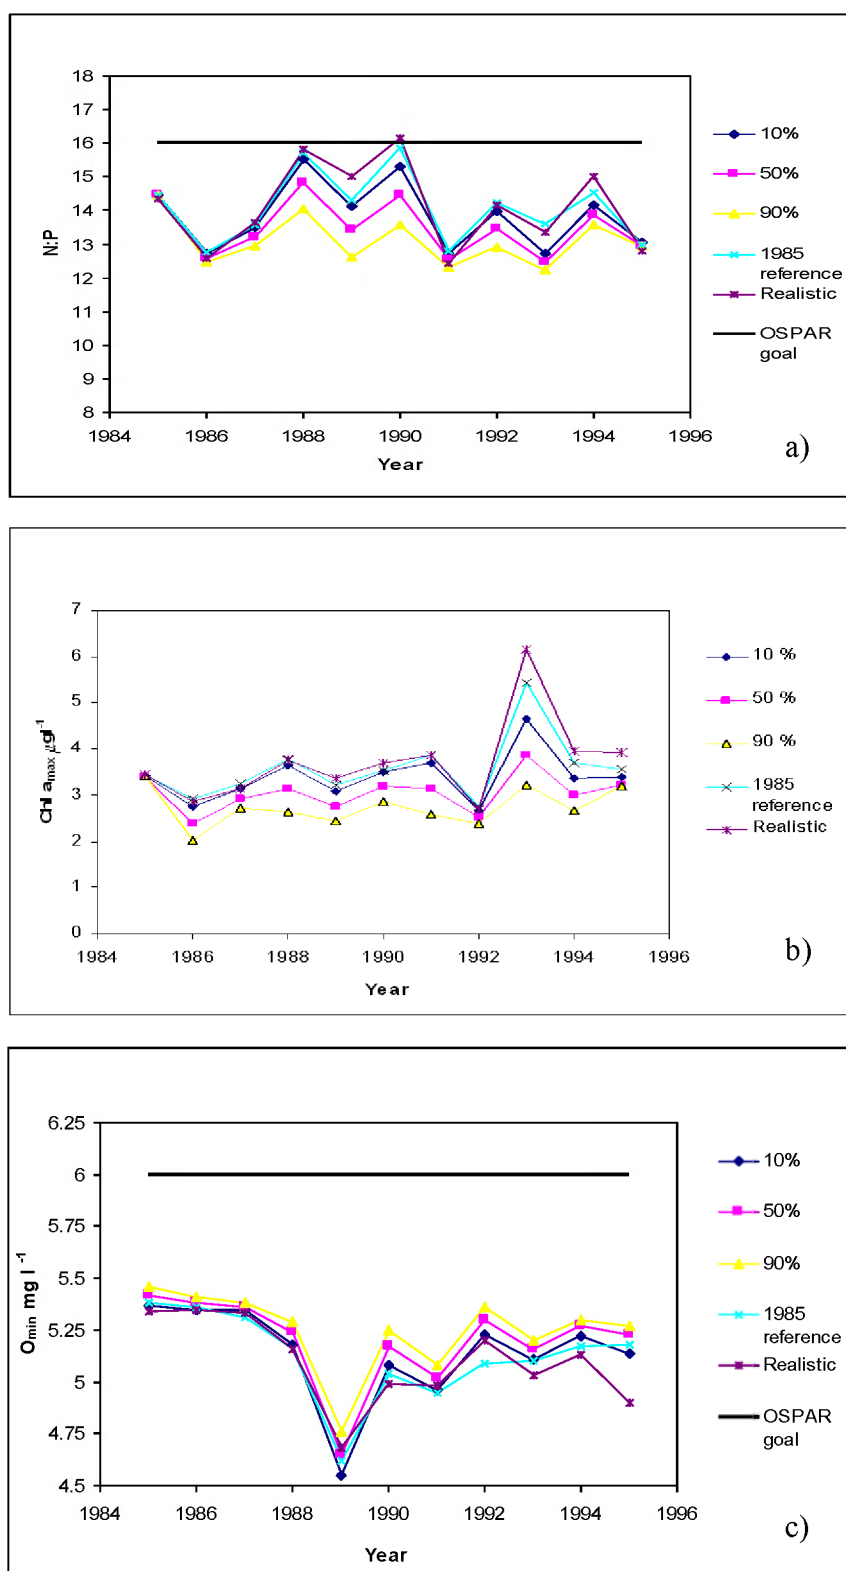 18
17
16
15
14
13
12
11
10
9
8
N:P
1984 1986 1988 1990 1992 1994 1996
Year
10%
50%
90%
1985
reference
Realistic
OSPAR
goal
a)
7
6
5
4
3
2
1
0
Chl a max µgl-1
1984 1986 1988 1990 1992 1994 1996
Year
10 %
50 %
90 %
1985
reference
Realistic
b)
6.25
6
5.75
5.5
5.25
5
4.75
4.5
Omin mg l -1
1984 1986 1988 1990 1992 1994 1996
Year
10%
50%
90%
1985
reference
Realistic
OSPAR
goal
c)